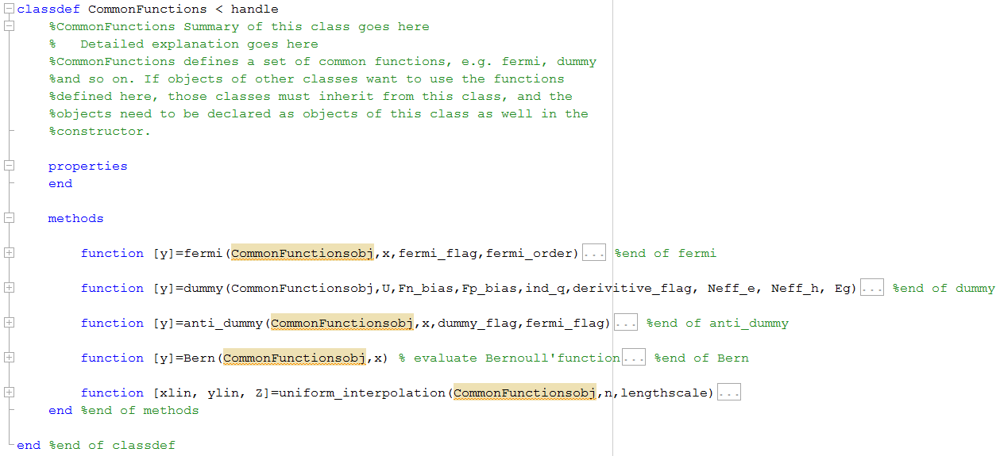 classdef CommonFunctions < handle
%CommonFunctions Summary of this class goes here
%   Detailed explanation goes here
%CommonFunctions defines a set of common functions, e.g. fermi, dummy
%and so on. If objects of other classes want to use the functions
%defined here, those classes must inherit from this class, and the
%objects need to be declared as objects of this class as well in the
%constructor.
properties
end
methods
function [y]=fermi(CommonFunctionsobj,x,fermi_flag,fermi_order)... %end of fermi
function [y]=dummy(CommonFunctionsobj,U,Fn_bias,Fp_bias,ind_q,derivitive_flag, Neff_e, Neff_h, Eg)... %end of dummy
function [y]=anti_dummy(CommonFunctionsobj,x,dummy_flag,fermi_flag)... %end of anti_dummy
function [y]=Bern(CommonFunctionsobj,x) % evaluate Bernoull'function... %end of Bern
function [xlin, ylin, Z]=uniform_interpolation(CommonFunctionsobj,n,lengthscale)...
end %end of methods
end %end of classdef